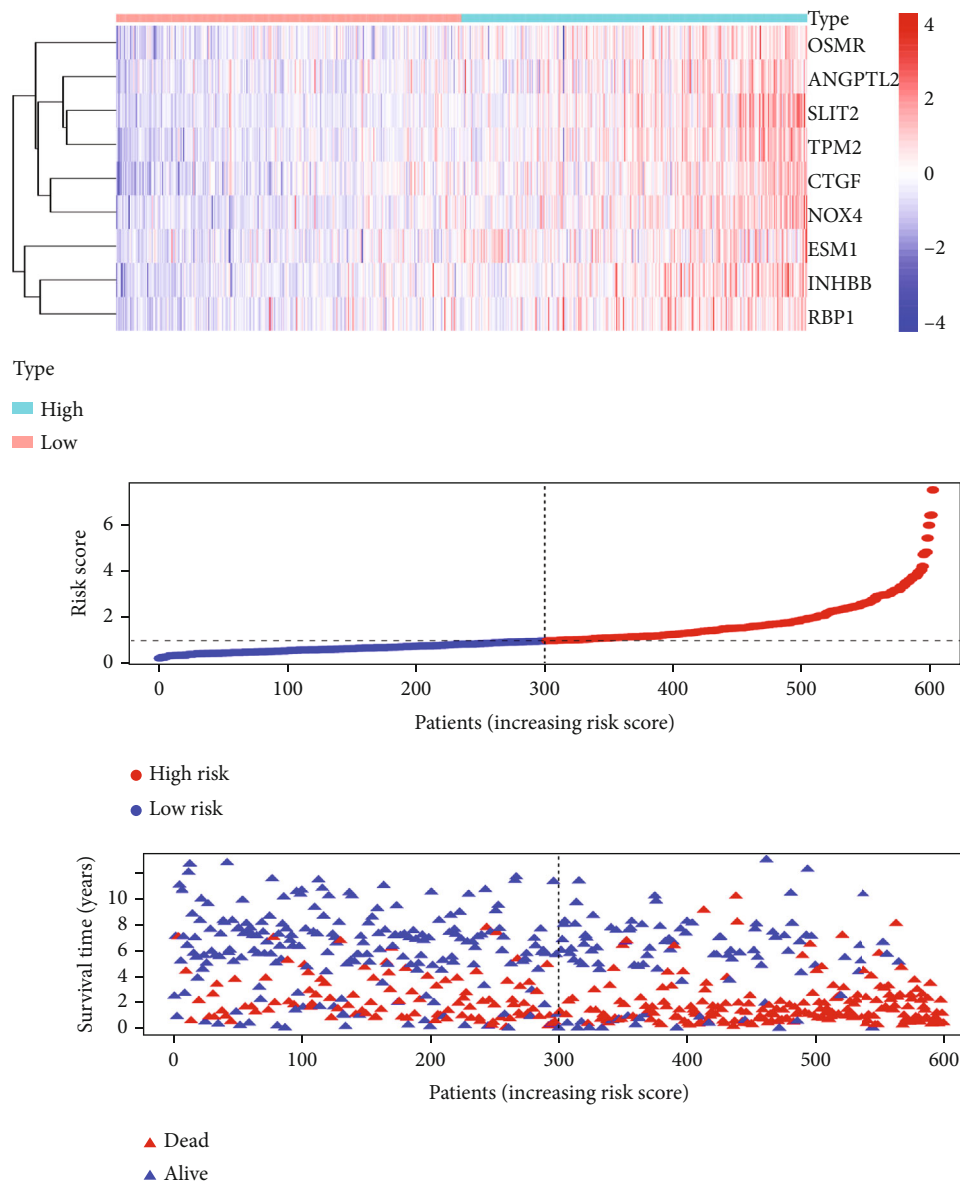 Type
OSMR
ANGPTL2
SLIT2
TPM2
CTGF
NOX4
ESM1
INHBB
RBP1
4
2
0
−2
−4
Type
High
Low
Risk score
6
4
2
0
0 100 200 300 400 500 600
Patients (increasing risk score)
High risk
Low risk
Survival time (years)
10
8
6
4
2
0
0 100 200 300 400 500 600
Patients (increasing risk score)
Dead
Alive